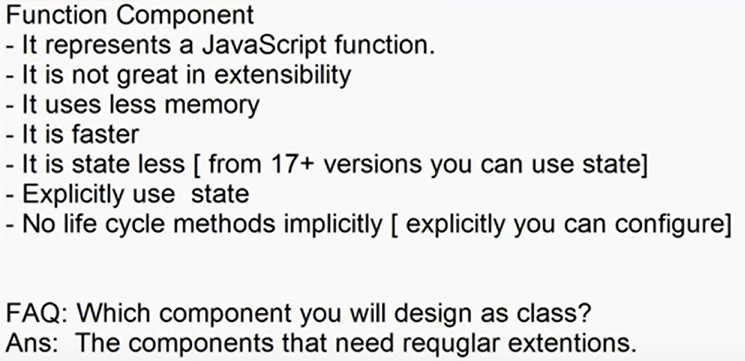 Function Component
- It represents a JavaScript function.
- It is not great in extensibility
- It uses less memory
- It is faster
- It is state less [ from 17+ versions you can use state]
- Explicitly use  state
- No life cycle methods implicitly [ explicitly you can configure]
FAQ: Which component you will design as class?
Ans:  The components that need requglar extentions.